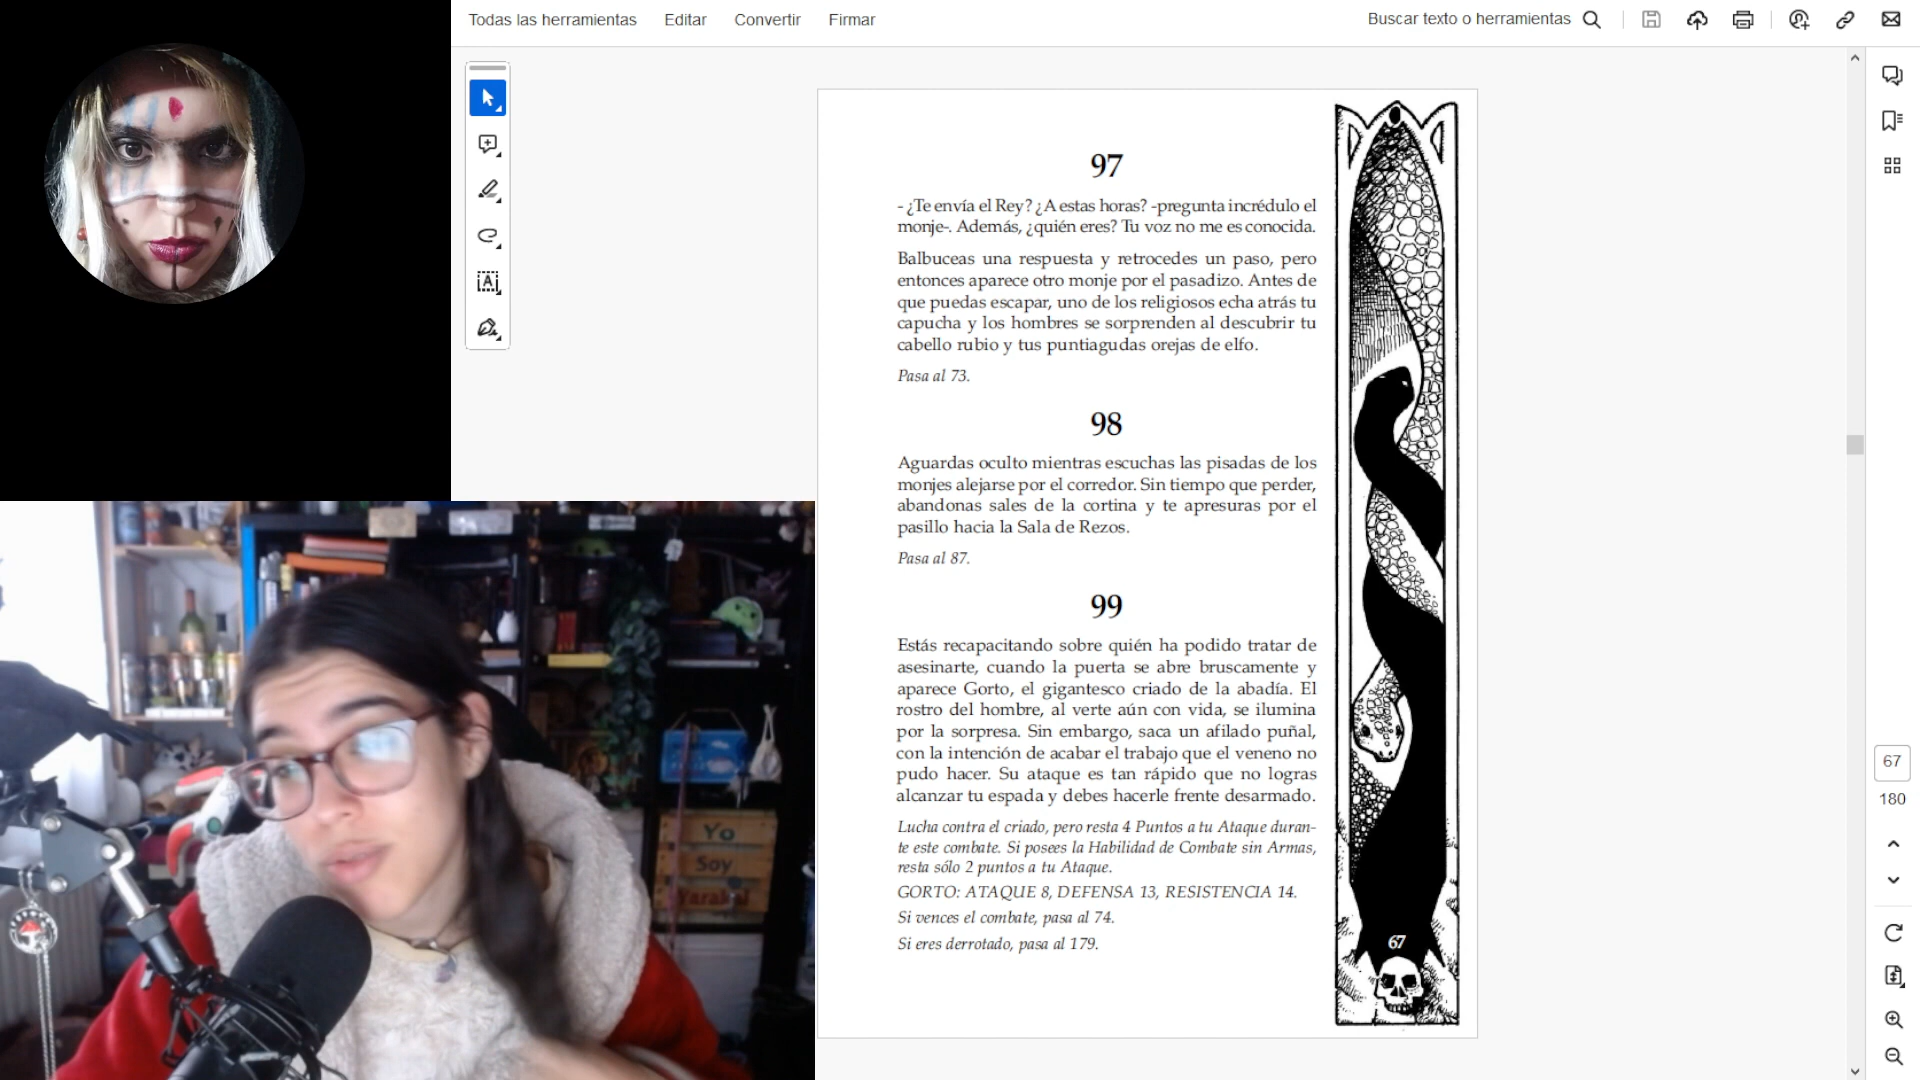 Todas las herramientas Editar Convertir Firmar Buscar texto o herramientas
97
- ¿Te envía el Rey? ¿A estas horas? -pregunta incrédulo el
monje-. Además, ¿quién eres? Tu voz no me es conocida.
Balbuceas una respuesta y retrocedes un paso, pero
entonces aparece otro monje por el pasadizo. Antes de
que puedas escapar, uno de los religiosos echa atrás tu
capucha y los hombres se sorprenden al descubrir tu
cabello rubio y tus puntiagudas orejas de elfo.
Pasa al 73.
98
Aguardas oculto mientras escuchas las pisadas de los
monjes alejarse por el corredor. Sin tiempo que perder,
abandonas sales de la cortina y te apresuras por el
pasillo hacia la Sala de Rezos.
Pasa al 87.
99
Estás recapacitando sobre quién ha podido tratar de
asesinarte, cuando la puerta se abre bruscamente y
aparece Gorto, el gigantesco criado de la abadía. El
rostro del hombre, al verte aún con vida, se ilumina
por la sorpresa. Sin embargo, saca un afilado puñal,
con la intención de acabar el trabajo que el veneno no
pudo hacer. Su ataque es tan rápido que no logras
alcanzar tu espada y debes hacerle frente desarmado.
Lucha contra el criado, pero resta 4 Puntos a tu Ataque duran-
te este combate. Si posees la Habilidad de Combate sin Armas,
resta sólo 2 puntos a tu Ataque.
GORTO: ATAQUE 8, DEFENSA 13, RESISTENCIA 14.
Si vences el combate, pasa al 74.
Si eres derrotado, pasa al 179.
67
67
180
Yo
Soy
Yarakol